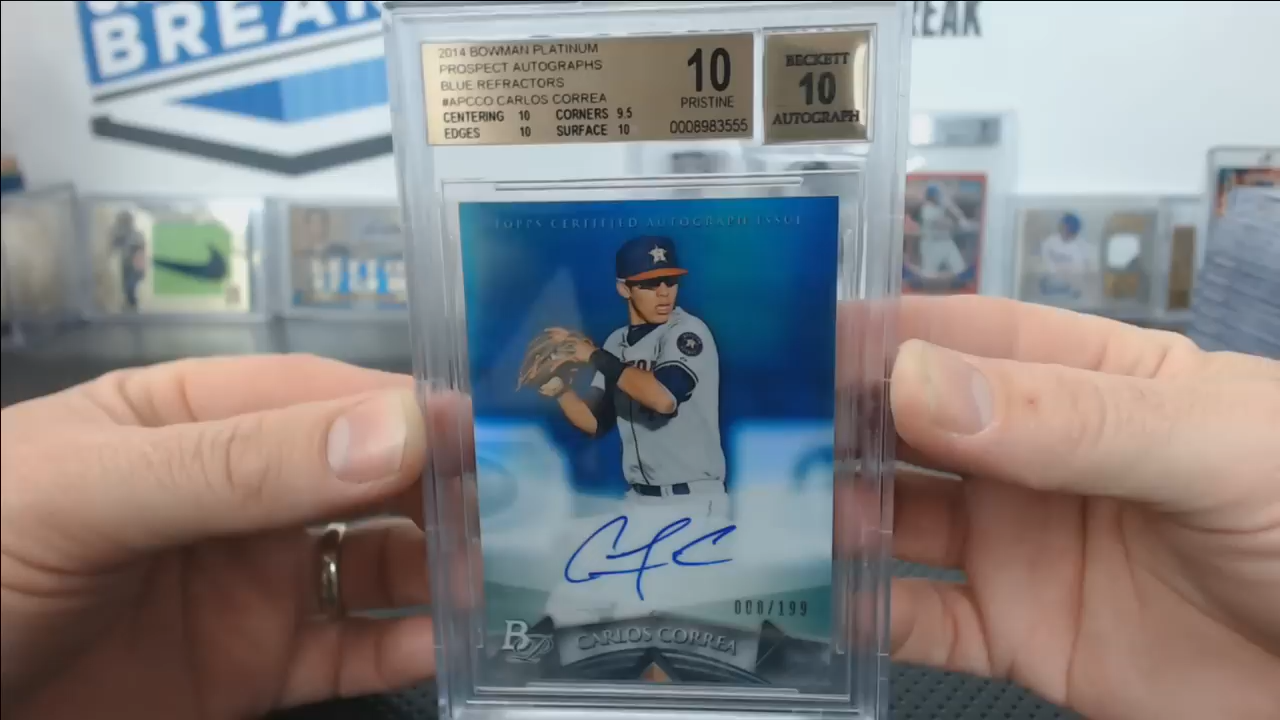 BREAK
BREAK
2014 BOWMAN PLATINUM
PROSPECT AUTOGRAPHS
BLUE REFRACTORS
#APCCO CARLOS CORREA
CENTERING 10 CORNERS 9.5
EDGES 10 SURFACE 10
10
PRISTINE
0008983555
BECKETT
10
AUTOGRAPH
TOPPS CERTIFIED AUTOGRAPH ISSUE
008/199
CARLOS CORREA